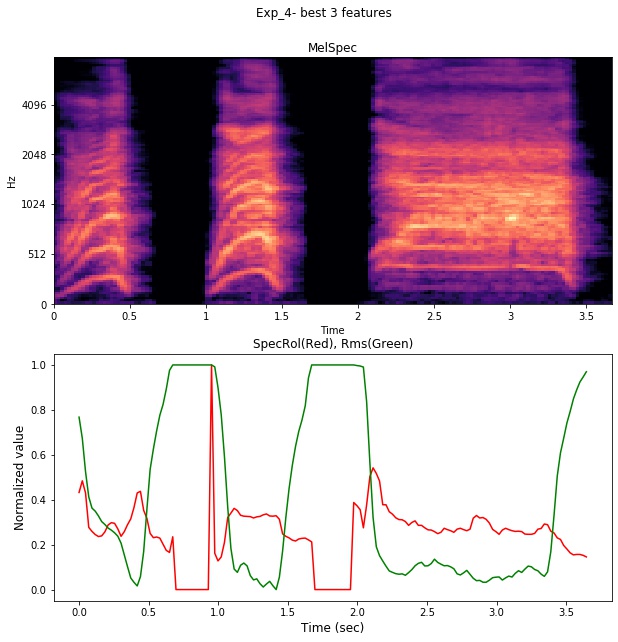 Exp_4- best 3 features
MelSpec
4096
2048
1024
512
0
Hz
0 0.5 1 1.5 2 2.5 3 3.5
Time
SpecRol(Red), Rms(Green)
1.0
0.8
0.6
0.4
0.2
0.0
Normalized value
0.0 0.5 1.0 1.5 2.0 2.5 3.0 3.5
Time (sec)